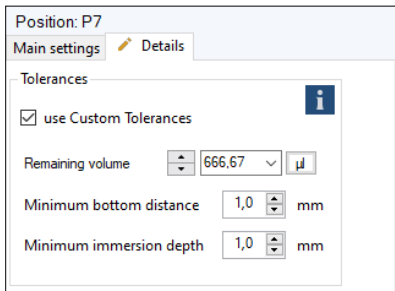 Position: P7
Main settings Details
Tolerances
i
use Custom Tolerances
Remaining volume 666,67 µl
Minimum bottom distance 1,0 mm
Minimum immersion depth 1,0 mm